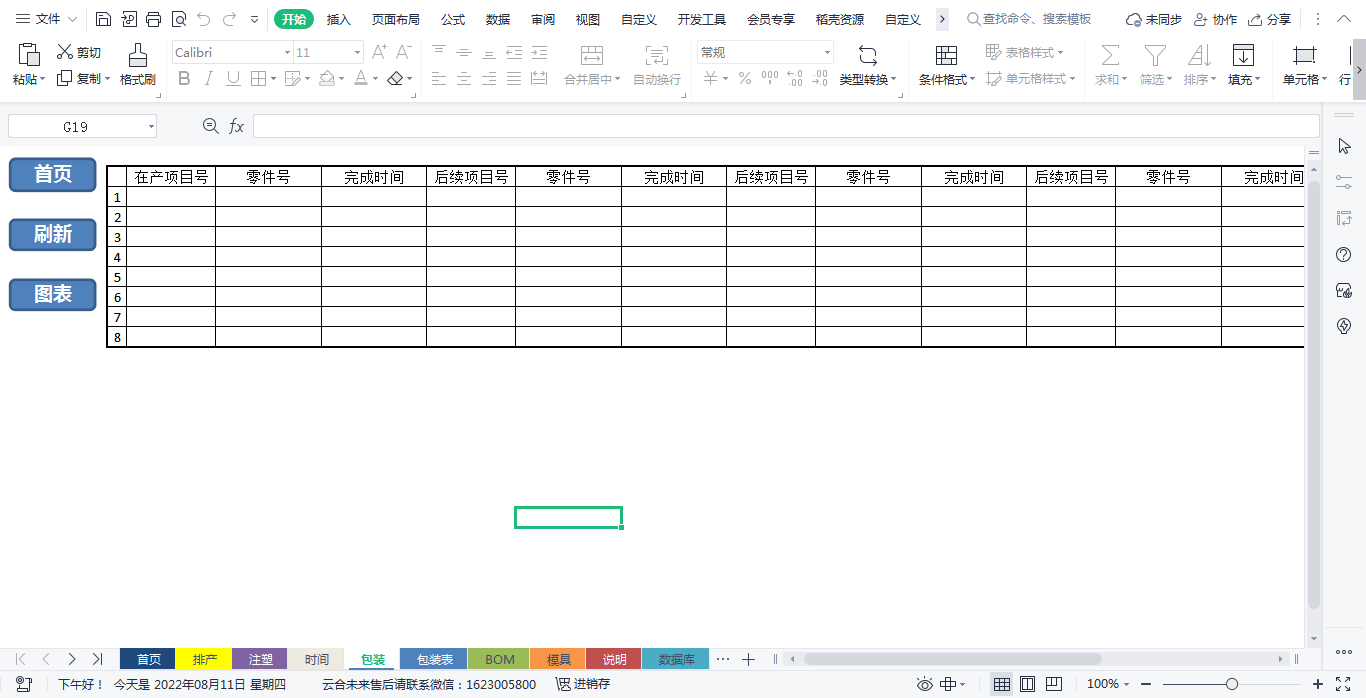 文件 开始 插入 页面布局 公式 数据 审阅 视图 自定义 开发工具 会员专享 稻壳资源 自定义 查找命令、搜索模板 未同步 协作 分享
剪切 Calibri 11 常规 表格样式
粘贴 复制 格式刷 B I U A 合并居中 自动换行 ¥ % 类型转换 条件格式 单元格样式 求和 筛选 排序 填充 单元格 行
G19 fx
首页
刷新
图表
在产项目号 零件号 完成时间 后续项目号 零件号 完成时间 后续项目号 零件号 完成时间 后续项目号 零件号 完成时间
1
2
3
4
5
6
7
8
首页 排产 注塑 时间 包装 包装表 BOM 模具 说明 数据库 ···
下午好！ 今天是 2022年08月11日 星期四 云合未来售后请联系微信：1623005800 进销存 100%